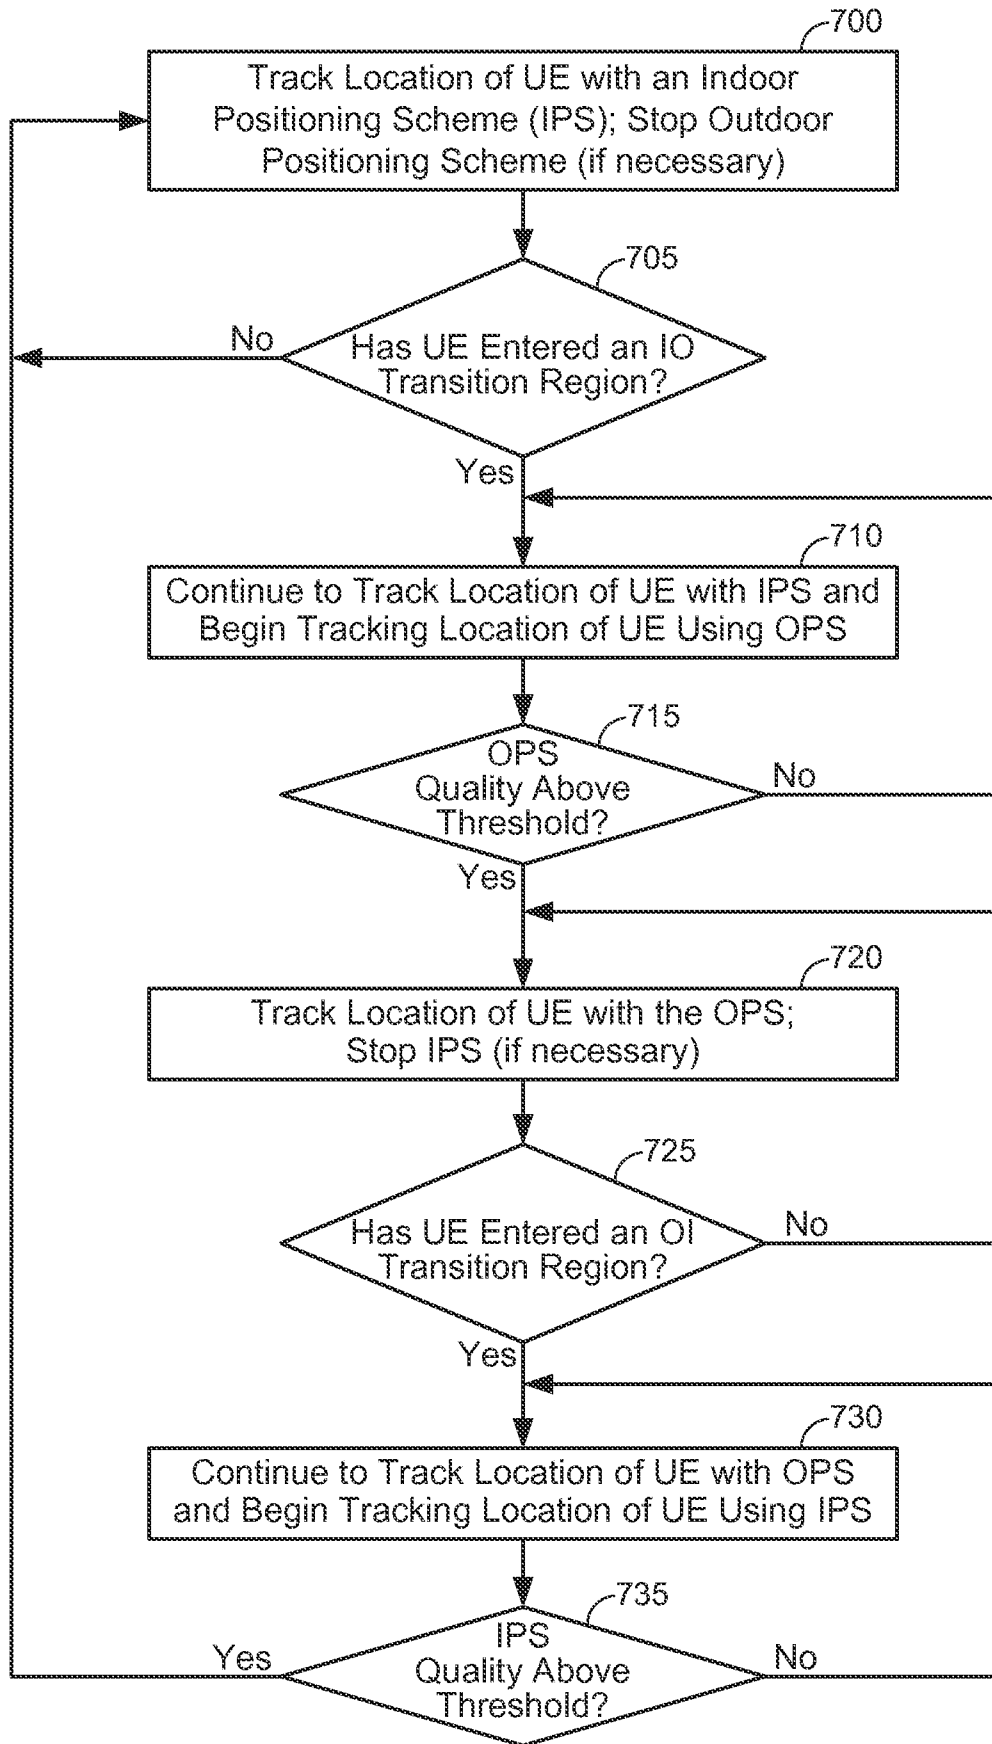 700
Track Location of UE with an Indoor
Positioning Scheme (IPS); Stop Outdoor
Positioning Scheme (if necessary)
705
No
Has UE Entered an IO
Transition Region?
Yes
710
Continue to Track Location of UE with IPS and
Begin Tracking Location of UE Using OPS
715
OPS
Quality Above
Threshold?
No
Yes
720
Track Location of UE with the OPS;
Stop IPS (if necessary)
725
Has UE Entered an OI
Transition Region?
No
Yes
730
Continue to Track Location of UE with OPS
and Begin Tracking Location of UE Using IPS
735
Yes
IPS
Quality Above
Threshold?
No